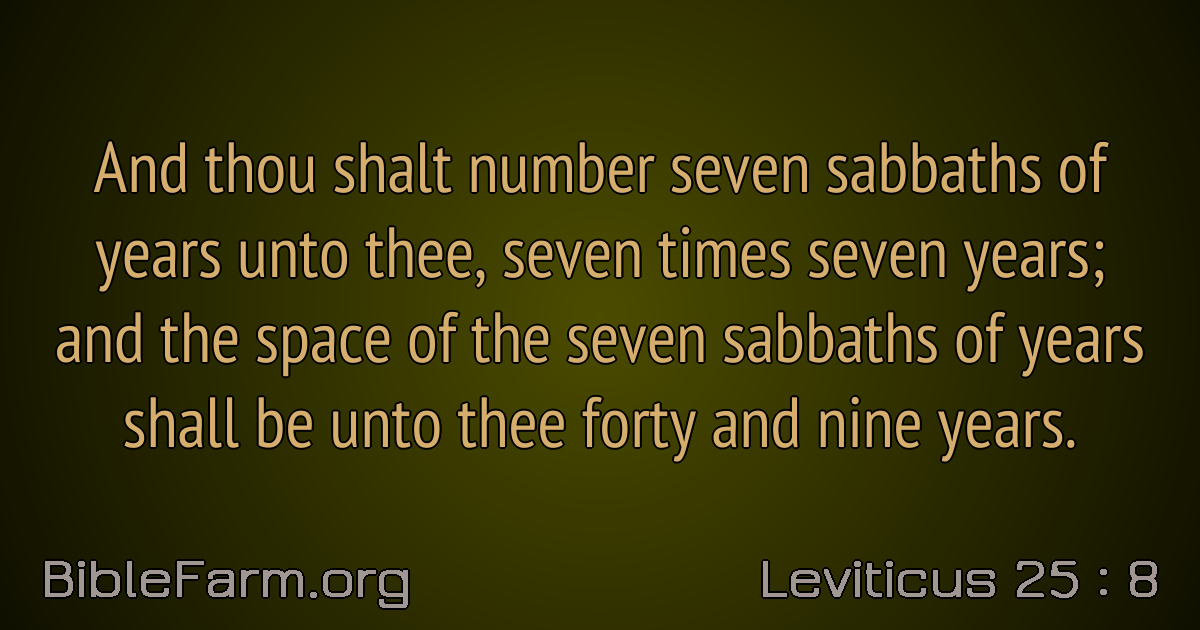 And thou shalt number seven sabbaths of
years unto thee, seven times seven years;
and the space of the seven sabbaths of years
shall be unto thee forty and nine years.
BibleFarm.org
Leviticus 25 : 8